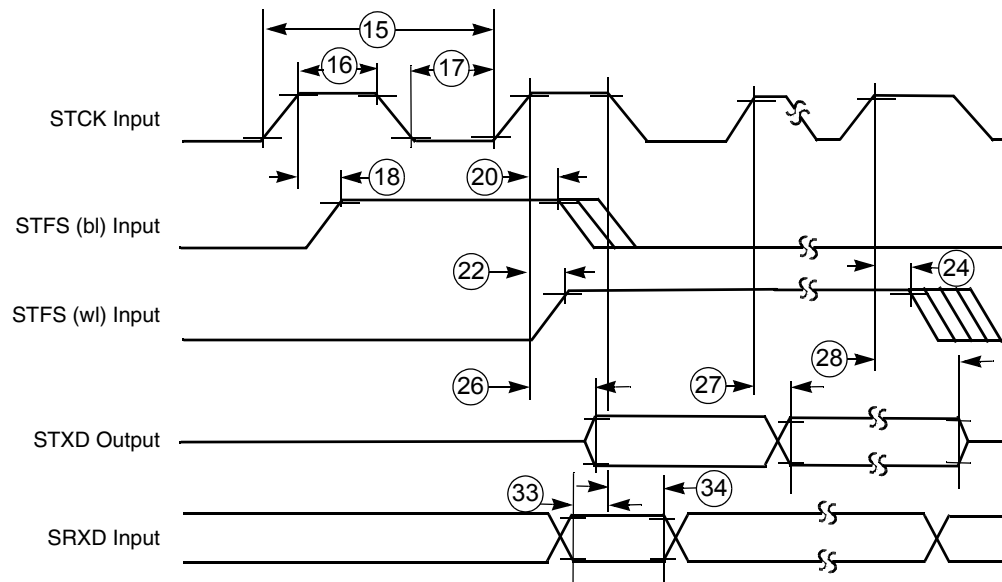 15
16
17
STCK Input
18
20
STFS (bl) Input
22
24
STFS (wl) Input
26
27
28
STXD Output
33
34
SRXD Input